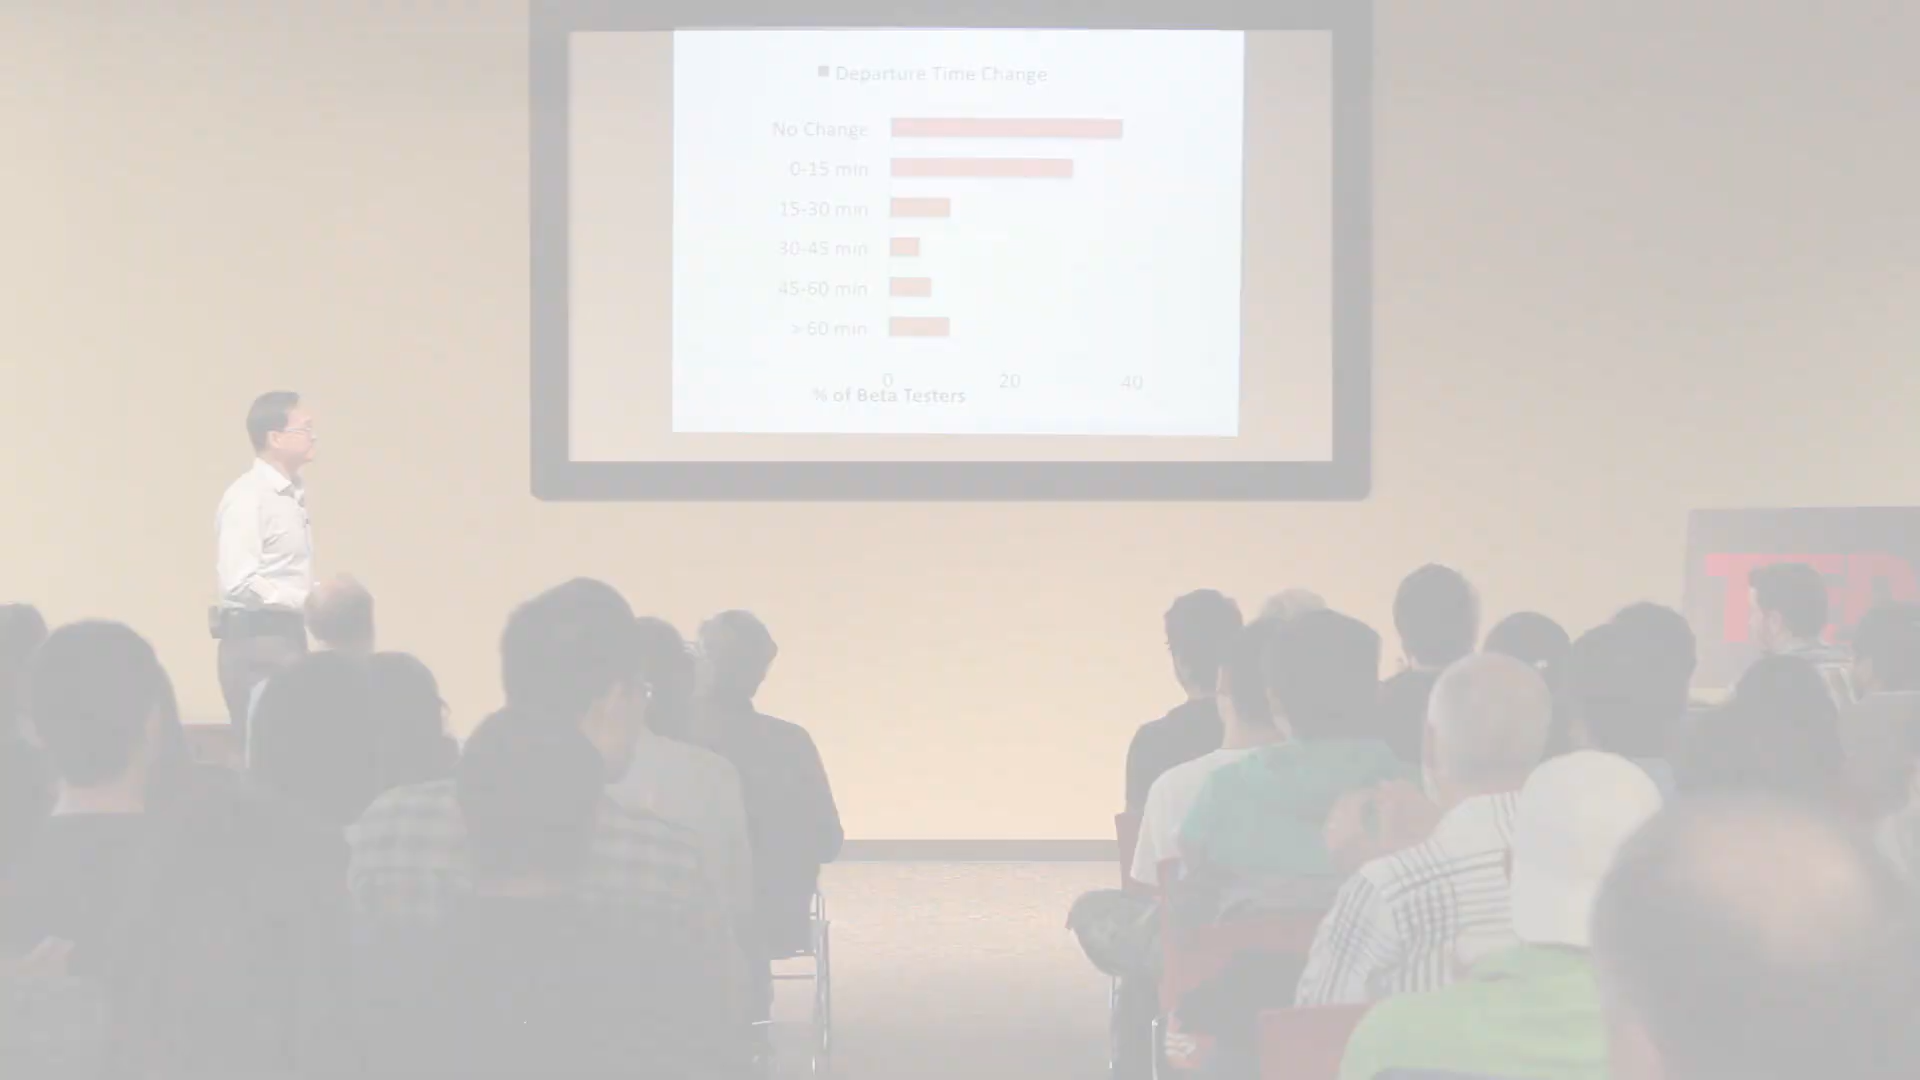 Departure Time Change
No Change
0-15 min
15-30 min
30-45 min
45-60 min
>60 min
0 20 40
% of Beta Testers
TED